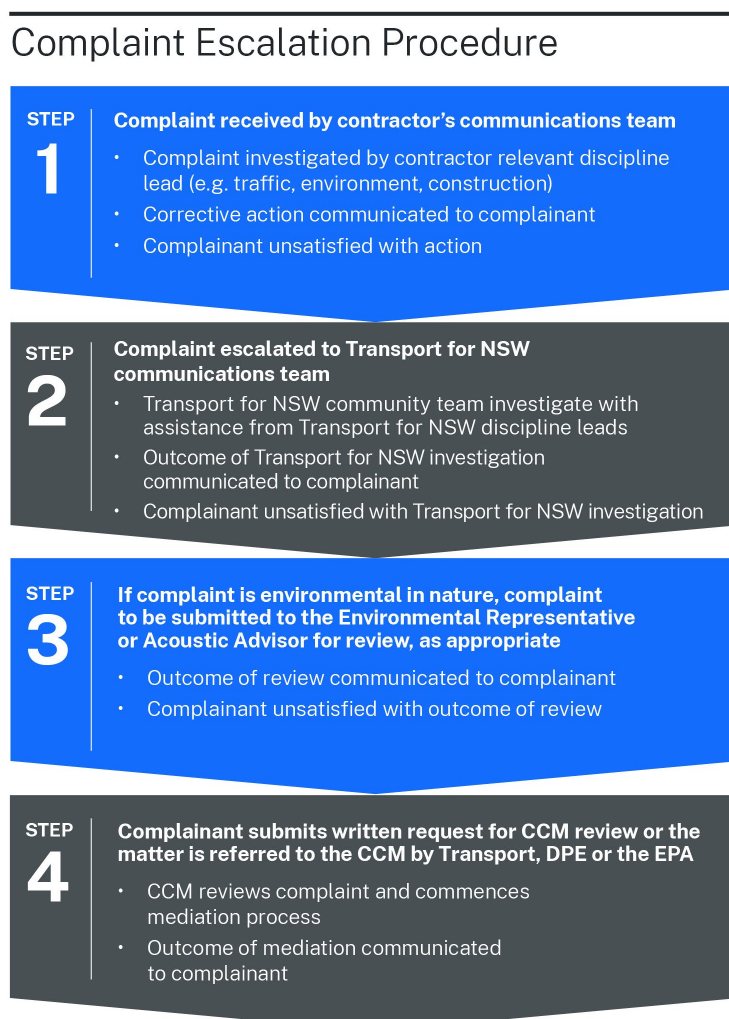 Complaint Escalation Procedure
STEP
1
Complaint received by contractor’s communications team
• Complaint investigated by contractor relevant discipline
lead (e.g. traffic, environment, construction)
• Corrective action communicated to complainant
• Complainant unsatisfied with action
STEP
2
Complaint escalated to Transport for NSW
communications team
• Transport for NSW community team investigate with
assistance from Transport for NSW discipline leads
• Outcome of Transport for NSW investigation
communicated to complainant
• Complainant unsatisfied with Transport for NSW investigation
STEP
3
If complaint is environmental in nature, complaint
to be submitted to the Environmental Representative
or Acoustic Advisor for review, as appropriate
• Outcome of review communicated to complainant
• Complainant unsatisfied with outcome of review
STEP
4
Complainant submits written request for CCM review or the
matter is referred to the CCM by Transport, DPE or the EPA
• CCM reviews complaint and commences
mediation process
• Outcome of mediation communicated
to complainant